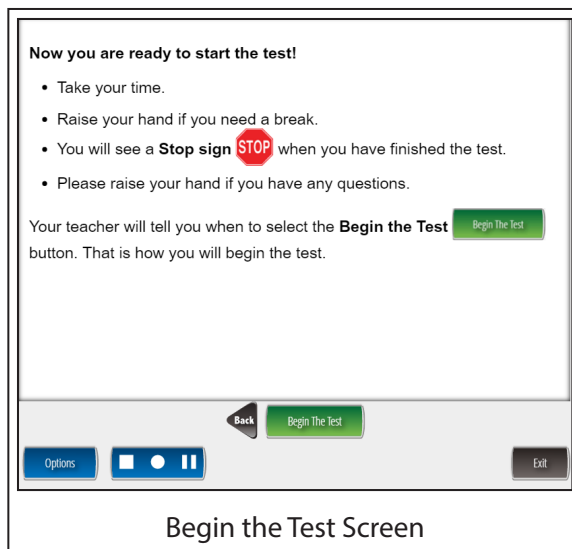 Now you are ready to start the test!
• Take your time.
• Raise your hand if you need a break.
• You will see a Stop sign STOP when you have finished the test.
• Please raise your hand if you have any questions.
Your teacher will tell you when to select the Begin the Test Begin The Test
button. That is how you will begin the test.
Back Begin The Test
Options Exit
Begin the Test Screen